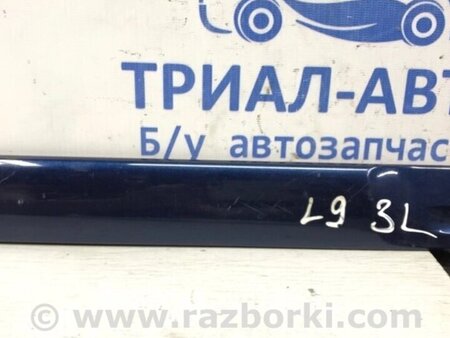 ТРИАЛ-АВТ
Б/у автозапчас
L9 3L
© www.razborki.com